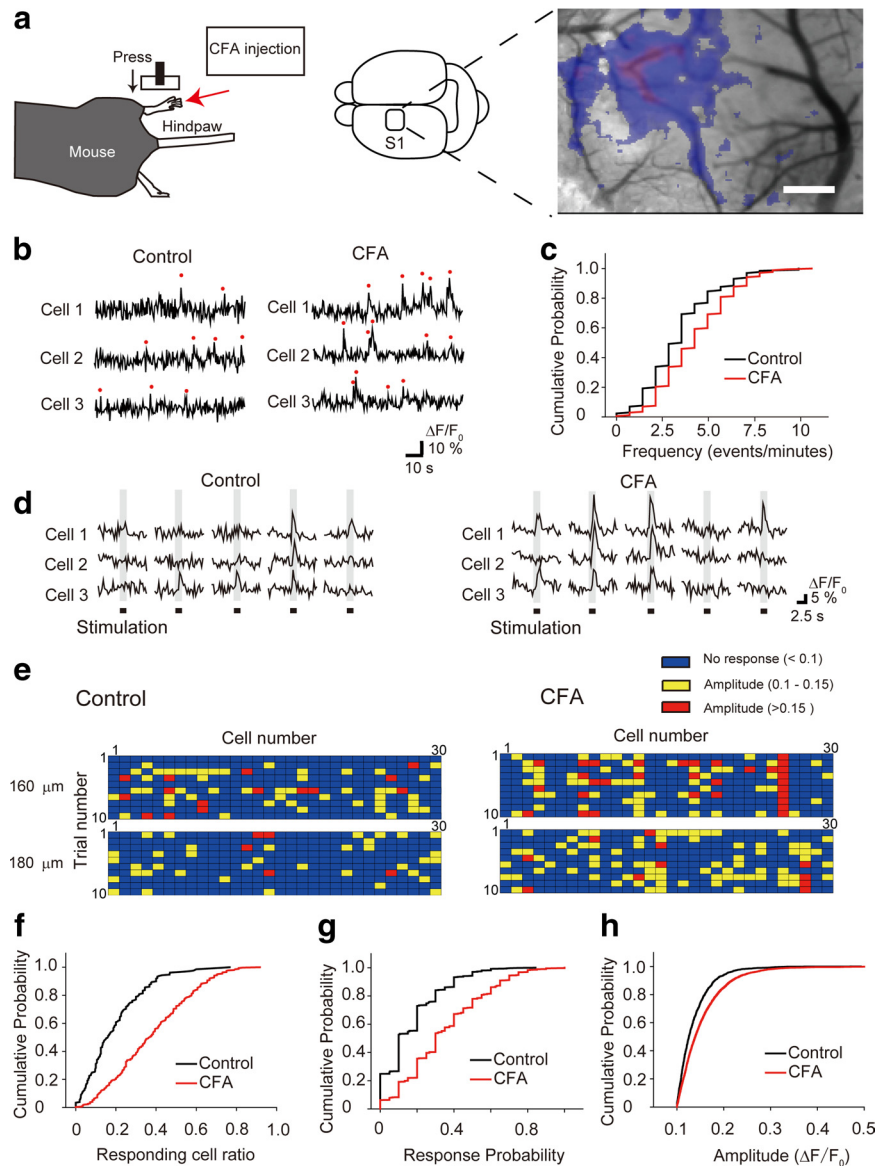 a
Press
CFA injection
Hindpaw
Mouse
S1
b
Control
CFA
Cell 1
Cell 2
Cell 3
Cell 1
Cell 2
Cell 3
ΔF/F0
10 %
10 s
c
Cumulative Probability
1.0
0.8
0.6
0.4
0.2
0
Control
CFA
0
2.5
5.0
7.5
10
Frequency (events/minutes)
d
Control
CFA
Cell 1
Cell 2
Cell 3
Stimulation
Cell 1
Cell 2
Cell 3
Stimulation
ΔF/F0
5 %
2.5 s
e
No response (< 0.1)
Amplitude (0.1 - 0.15)
Amplitude (>0.15 )
Control
CFA
Cell number
1 30
160 μm
180 μm
Trial number
1
10
1 30
1
10
Cell number
1 30
1
10
1 30
1
10
f
Cumulative Probability
1.0
0.8
0.6
0.4
0.2
0
Control
CFA
0 0.2 0.4 0.6 0.8 1.0
Responding cell ratio
g
Cumulative Probability
1.0
0.8
0.6
0.4
0.2
0
Control
CFA
0 0.4 0.8
Response Probability
h
Cumulative Probability
1.0
0.8
0.6
0.4
0.2
0
Control
CFA
0.1 0.2 0.3 0.4 0.5
Amplitude (ΔF/F0)